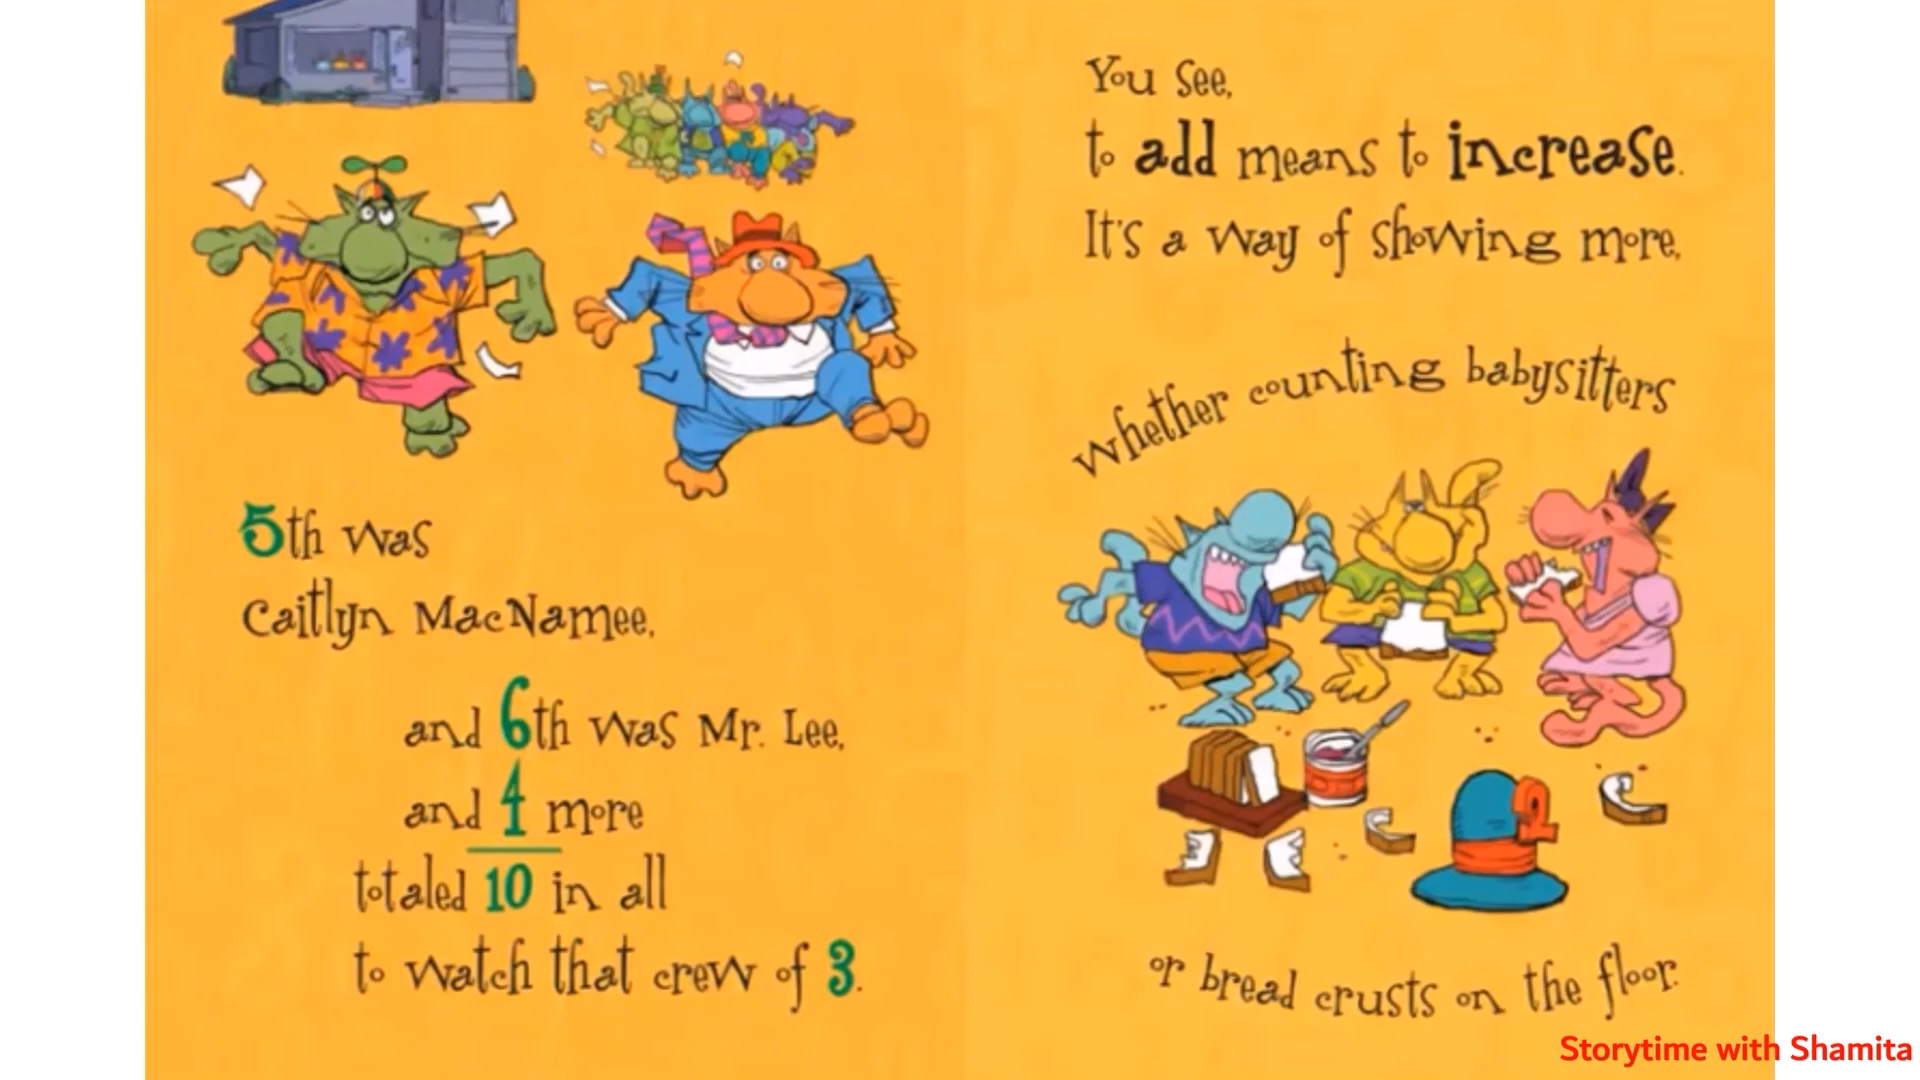 5th was
Caitlyn MacNamee,
and 6th was Mr. Lee,
and 4 more
totaled 10 in all
to watch that crew of 3.
You see,
to add means to increase.
It's a way of showing more,
whether counting babysitters
or bread crusts on the floor.
Storytime with Shamita